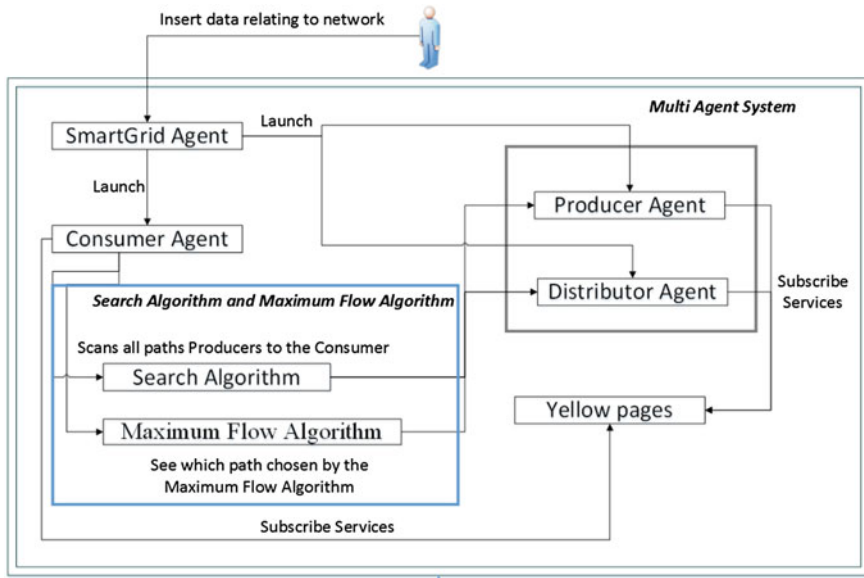 Insert data relating to network
Multi Agent System
SmartGrid Agent
Launch
Launch
Producer Agent
Consumer Agent
Distributor Agent
Subscribe
Services
Search Algorithm and Maximum Flow Algorithm
Scans all paths Producers to the Consumer
Search Algorithm
Yellow pages
Maximum Flow Algorithm
See which path chosen by the
Maximum Flow Algorithm
Subscribe Services